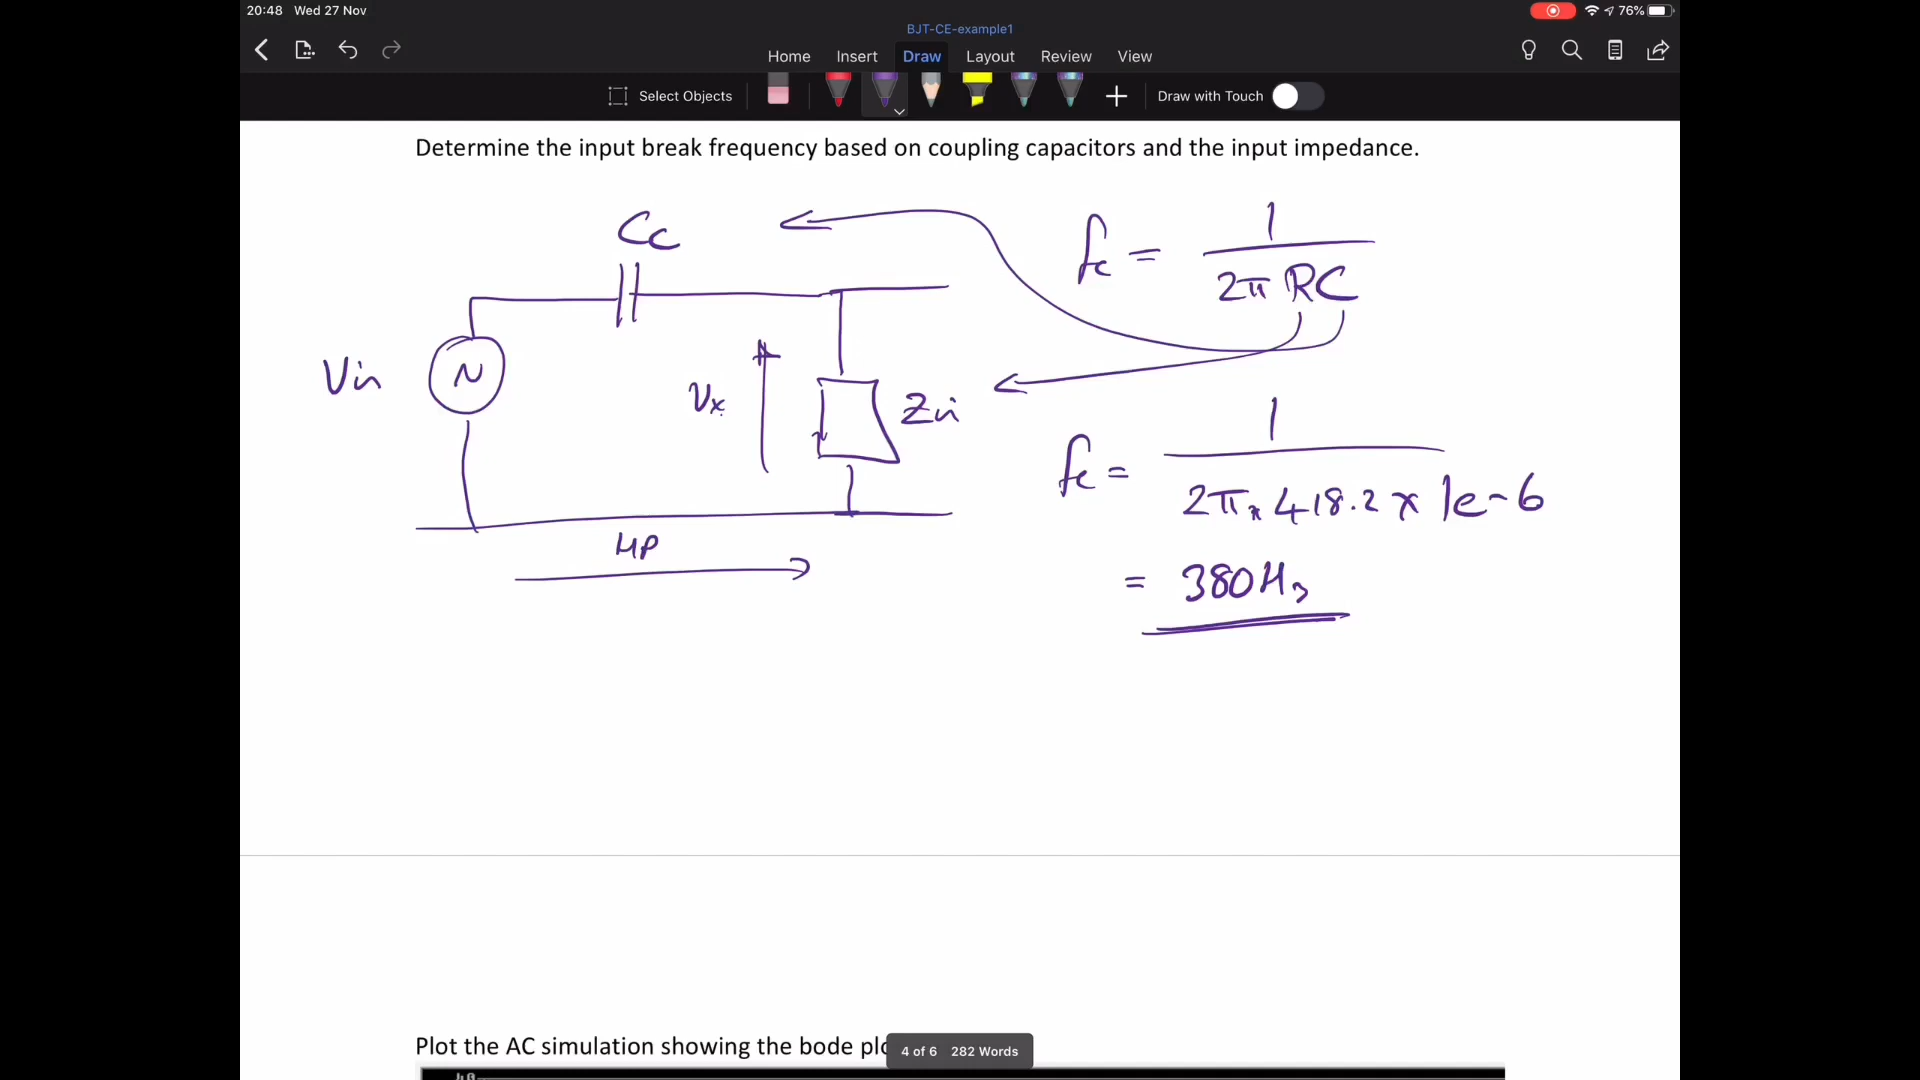 20:48 Wed 27 Nov
76%
BJT-CE-example1
Home Insert Draw Layout Review View
Select Objects
Draw with Touch
Determine the input break frequency based on coupling capacitors and the input impedance.
Cc
fc = 1 / 2π RC
Vin
Vx
Zin
fc = 1 / 2π x 418.2 x 1e-6
HP
= 380Hz
Plot the AC simulation showing the bode plo
4 of 6 282 Words